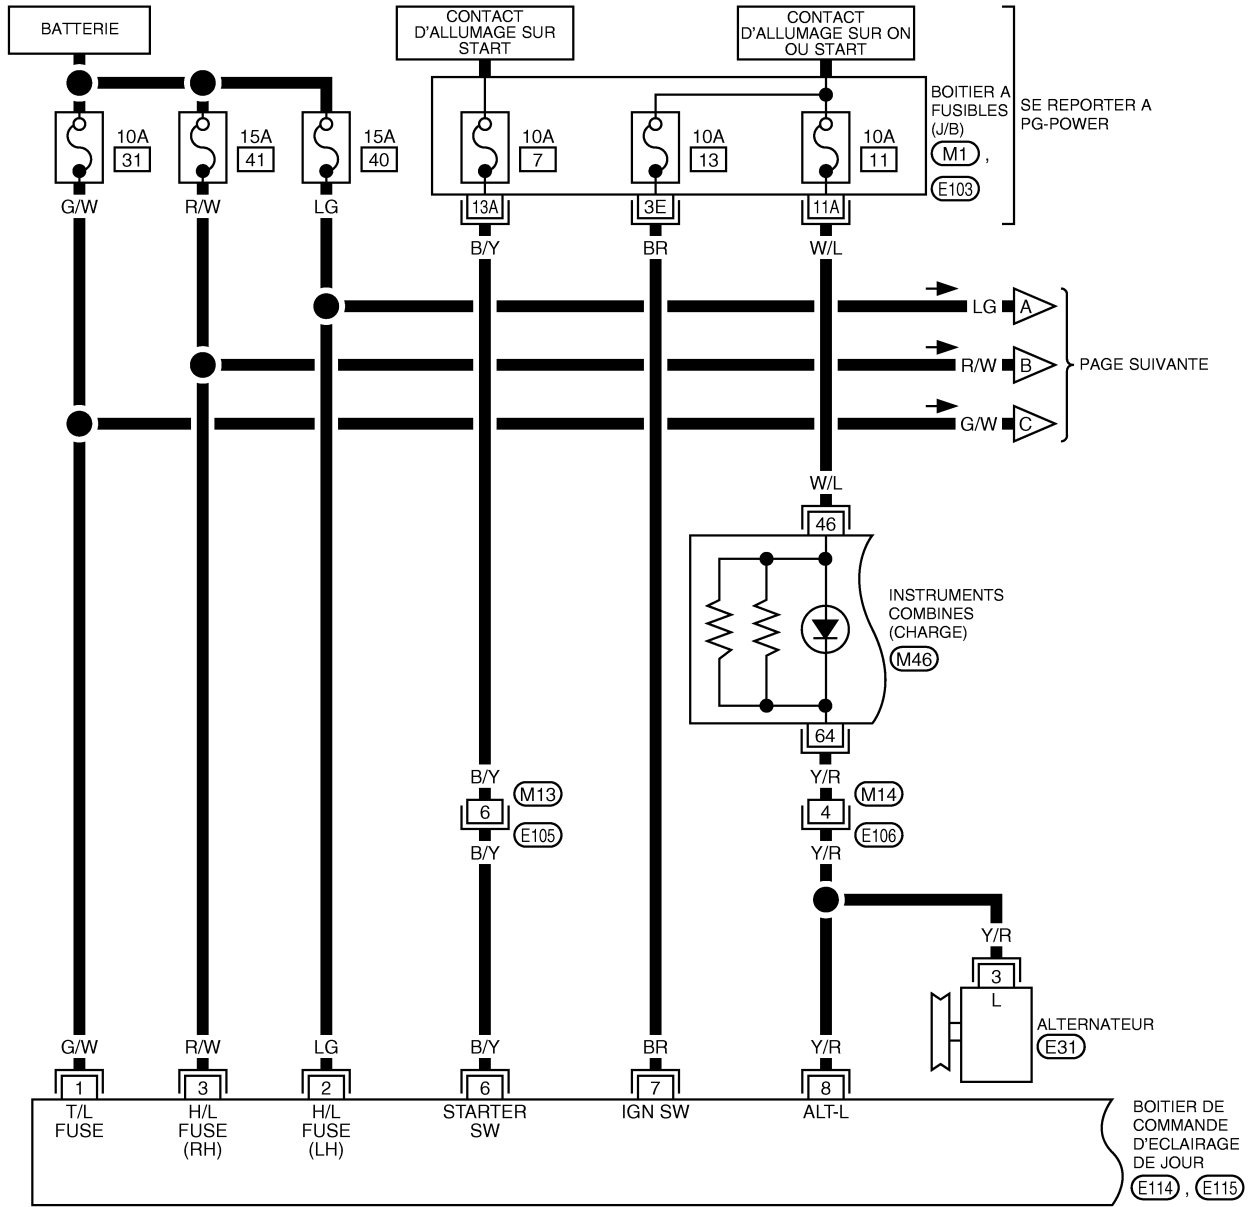 BATTERIE
CONTACT
D'ALLUMAGE SUR
START
CONTACT
D'ALLUMAGE SUR ON
OU START
BOITIER A
FUSIBLES
(J/B)
M1 ,
E103
SE REPORTER A
PG-POWER
10A
31
15A
41
15A
40
10A
7
10A
13
10A
11
G/W
R/W
LG
13A
3E
11A
B/Y
BR
W/L
LG
A
R/W
B
G/W
C
PAGE SUIVANTE
W/L
46
INSTRUMENTS
COMBINES
(CHARGE)
M46
64
B/Y
M13
6
E105
B/Y
Y/R
M14
4
E106
Y/R
Y/R
3
L
ALTERNATEUR
E31
G/W
R/W
LG
B/Y
BR
Y/R
1
3
2
6
7
8
T/L
FUSE
H/L
FUSE
(RH)
H/L
FUSE
(LH)
STARTER
SW
IGN SW
ALT-L
BOITIER DE
COMMANDE
D'ECLAIRAGE
DE JOUR
E114 , E115